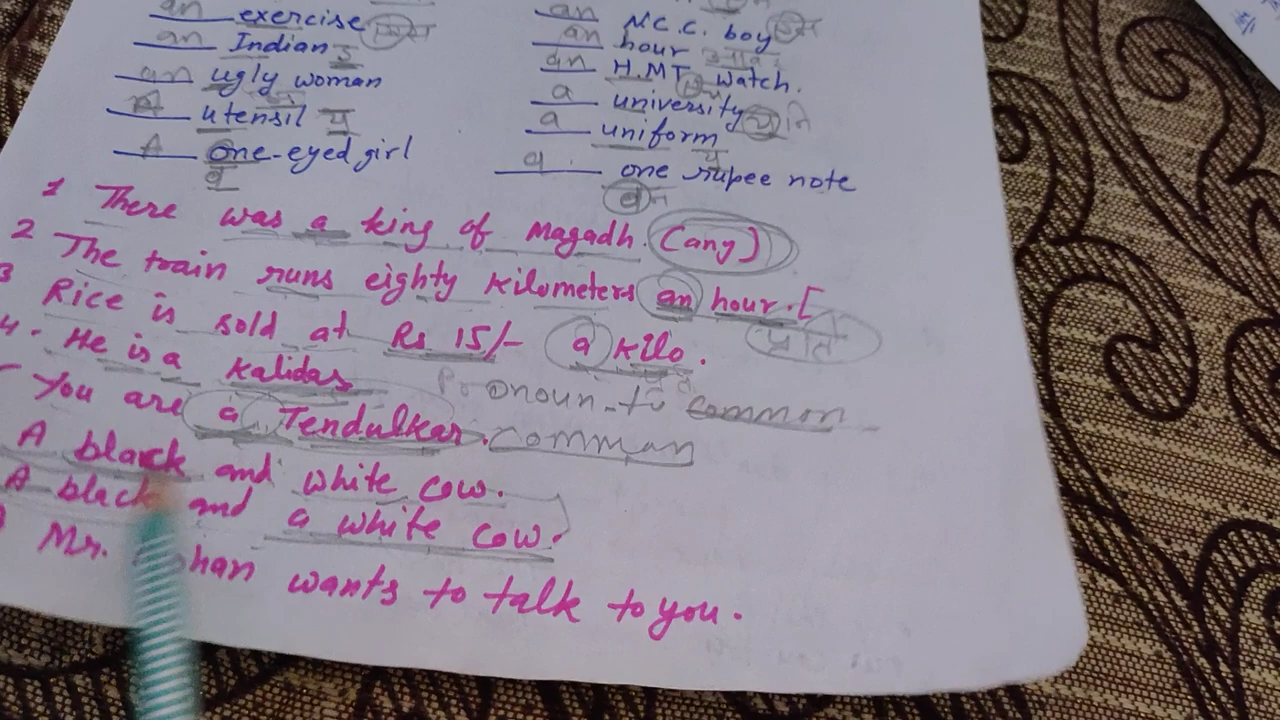 an exercise
an Indian इ
an ugly woman
A utensil य
A one-eyed girl
व
an N.C.C. boy
an hour
an H.M.T. watch.
a university
a uniform य
a one rupee note
1 There was a king of Magadh. (any)
2 The train runs eighty kilometers an hour. [
प्रति
3 Rice is sold at Rs 15/- a kilo.
4. He is a Kalidas
Pronoun to common
You are a Tendulkar. comman
A black and white cow.
A black and a white cow.
Mr. wants to talk to you.